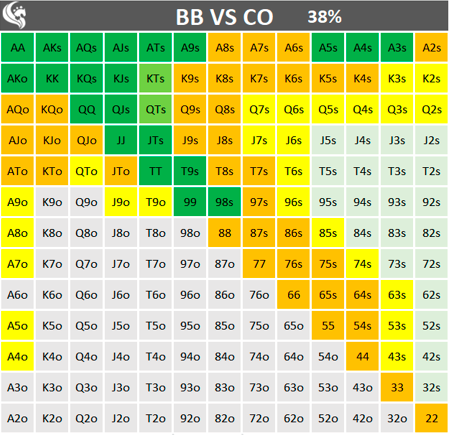 BB VS CO 38%
AA AKs AQs AJs ATs A9s A8s A7s A6s A5s A4s A3s A2s
AKo KK KQs KJs KTs K9s K8s K7s K6s K5s K4s K3s K2s
AQo KQo QQ QJs QTs Q9s Q8s Q7s Q6s Q5s Q4s Q3s Q2s
AJo KJo QJo JJ JTs J9s J8s J7s J6s J5s J4s J3s J2s
ATo KTo QTo JTo TT T9s T8s T7s T6s T5s T4s T3s T2s
A9o K9o Q9o J9o T9o 99 98s 97s 96s 95s 94s 93s 92s
A8o K8o Q8o J8o T8o 98o 88 87s 86s 85s 84s 83s 82s
A7o K7o Q7o J7o T7o 97o 87o 77 76s 75s 74s 73s 72s
A6o K6o Q6o J6o T6o 96o 86o 76o 66 65s 64s 63s 62s
A5o K5o Q5o J5o T5o 95o 85o 75o 65o 55 54s 53s 52s
A4o K4o Q4o J4o T4o 94o 84o 74o 64o 54o 44 43s 42s
A3o K3o Q3o J3o T3o 93o 83o 73o 63o 53o 43o 33 32s
A2o K2o Q2o J2o T2o 92o 82o 72o 62o 52o 42o 32o 22